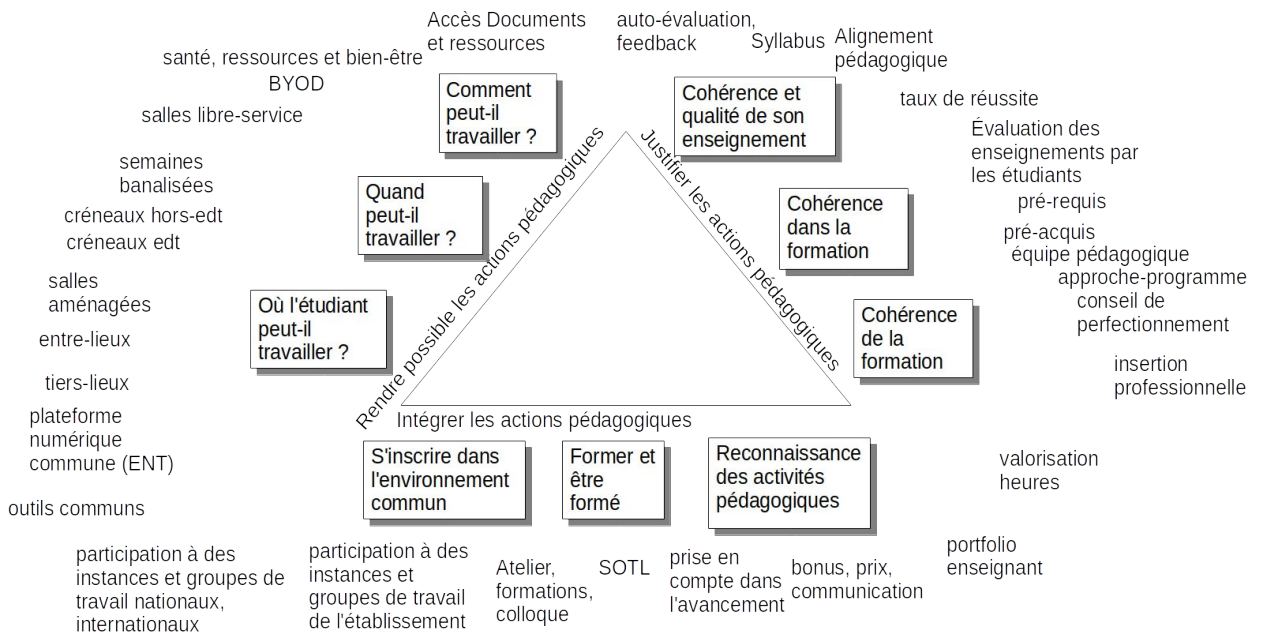 Accès Documents
et ressources
auto-évaluation,
feedback
Syllabus
Alignement
pédagogique
santé, ressources et bien-être
BYOD
salles libre-service
semaines
banalisées
créneaux hors-edt
créneaux edt
salles
aménagées
entre-lieux
tiers-lieux
plateforme
numérique
commune (ENT)
outils communs
Comment
peut-il
travailler ?
Quand
peut-il
travailler ?
Où l'étudiant
peut-il
travailler ?
Rendre possible les actions pédagogiques
Justifier les actions pédagogiques
Cohérence et
qualité de son
enseignement
Cohérence
dans la
formation
Cohérence
de la
formation
taux de réussite
Évaluation des
enseignements par
les étudiants
pré-requis
pré-acquis
équipe pédagogique
approche-programme
conseil de
perfectionnement
insertion
professionnelle
Intégrer les actions pédagogiques
S'inscrire dans
l'environnement
commun
Former et
être
formé
Reconnaissance
des activités
pédagogiques
valorisation
heures
portfolio
enseignant
participation à des
instances et groupes de
travail nationaux,
internationaux
participation à des
instances et
groupes de travail
de l'établissement
Atelier,
formations,
colloque
SOTL
prise en
compte dans
l'avancement
bonus, prix,
communication